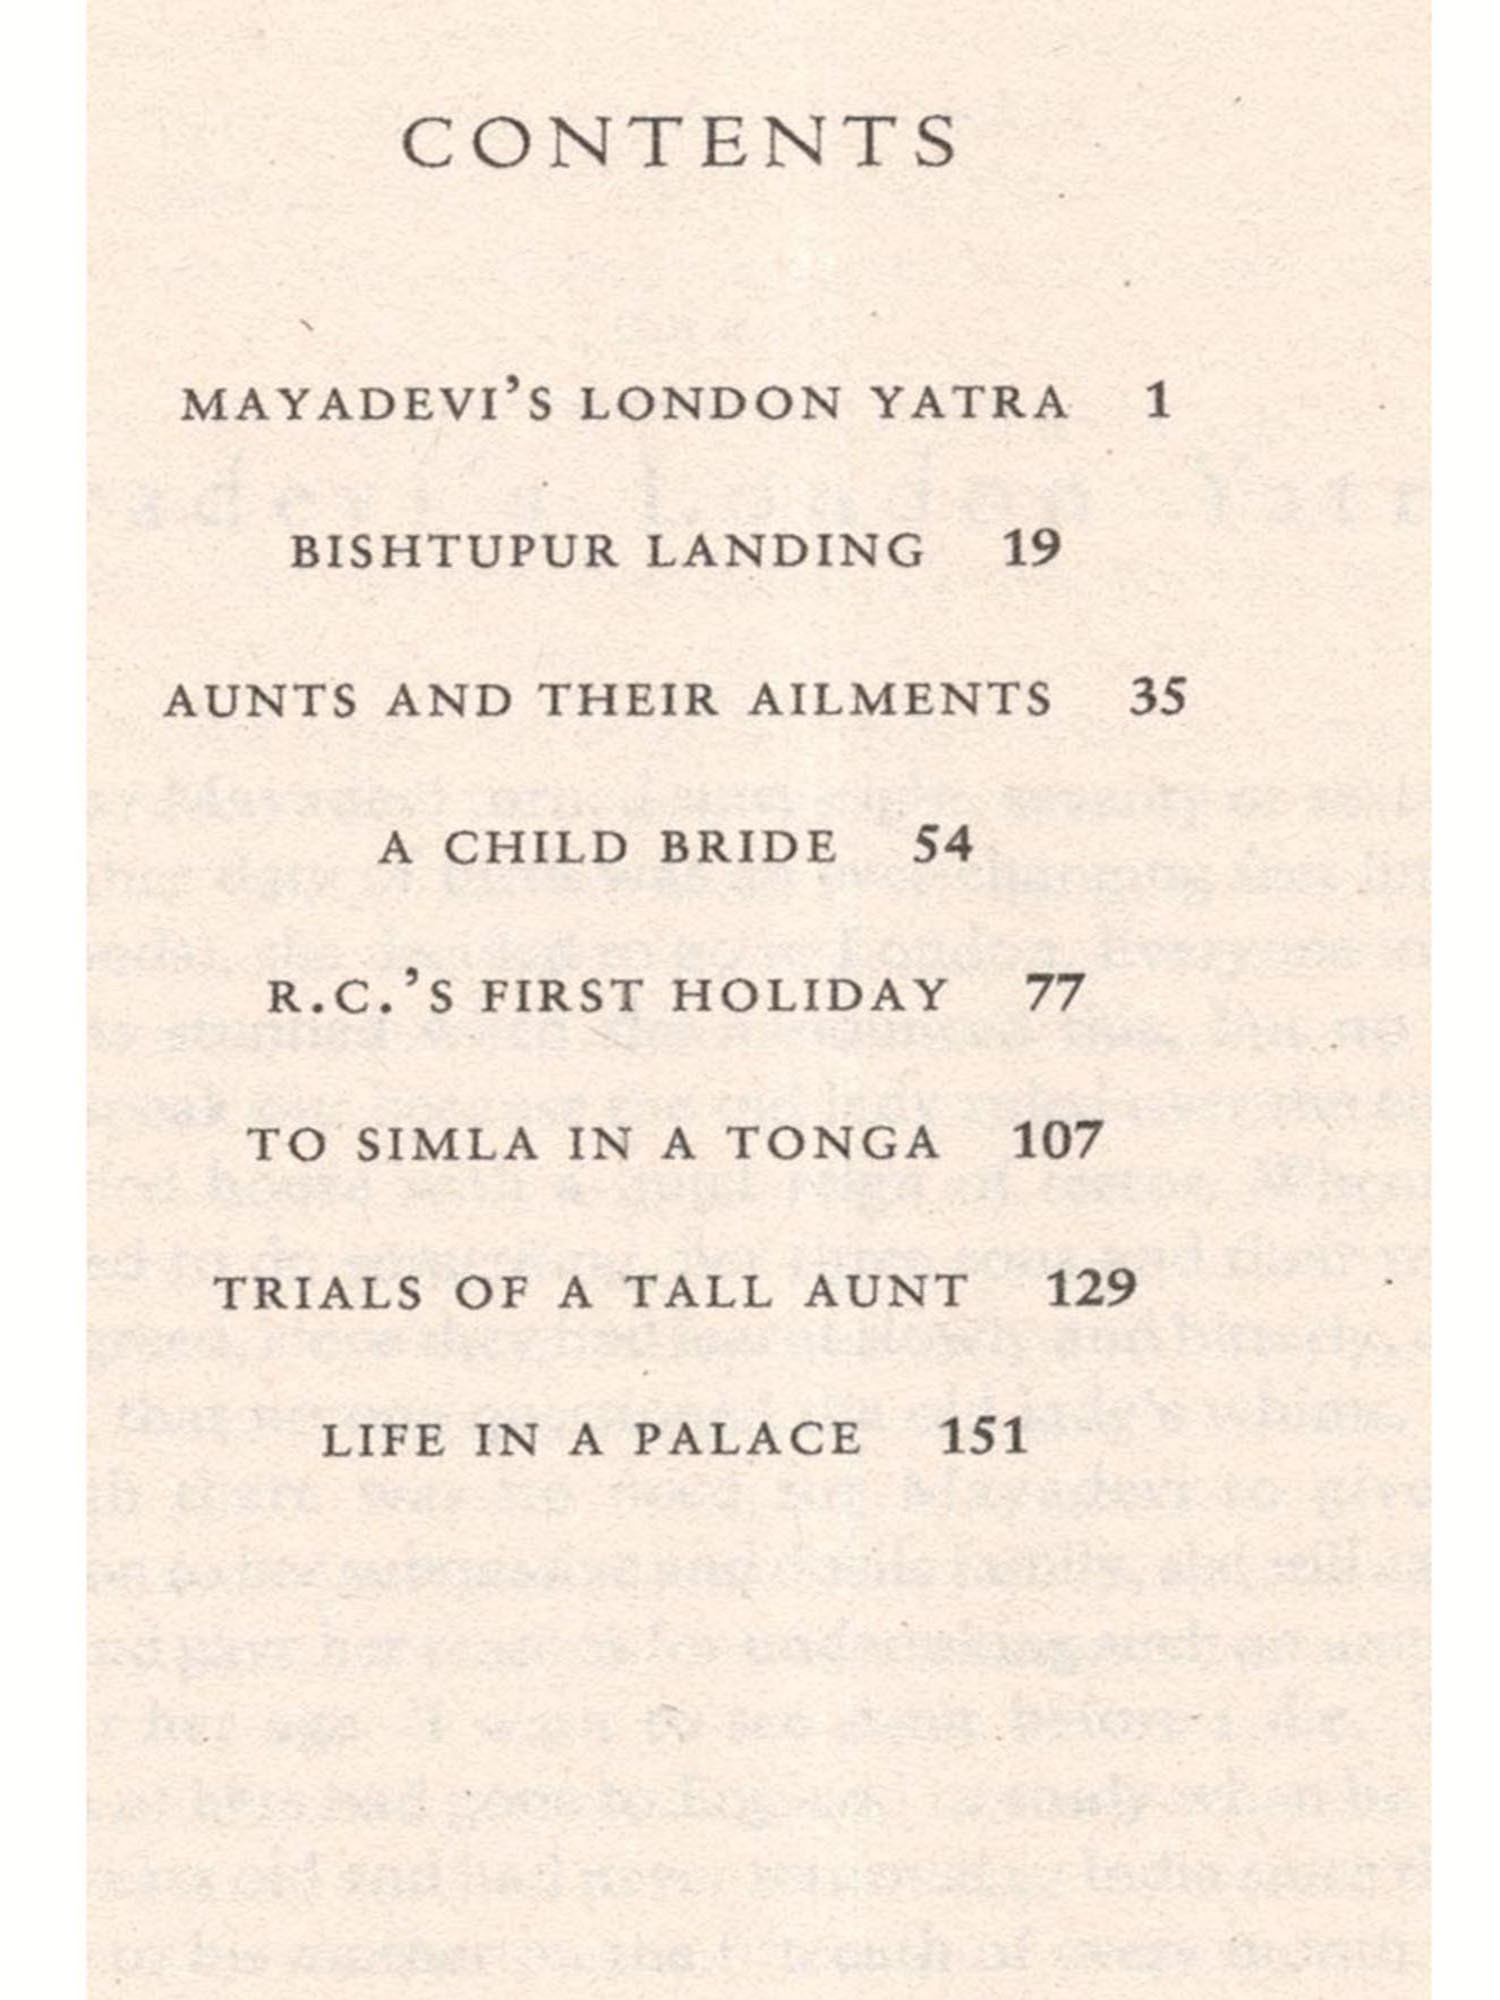 CONTENTS
MAYADEVI'S LONDON YATRA 1
BISHTUPUR LANDING 19
AUNTS AND THEIR AILMENTS 35
A CHILD BRIDE 54
R.C.'S FIRST HOLIDAY 77
TO SIMLA IN A TONGA 107
TRIALS OF A TALL AUNT 129
LIFE IN A PALACE 151